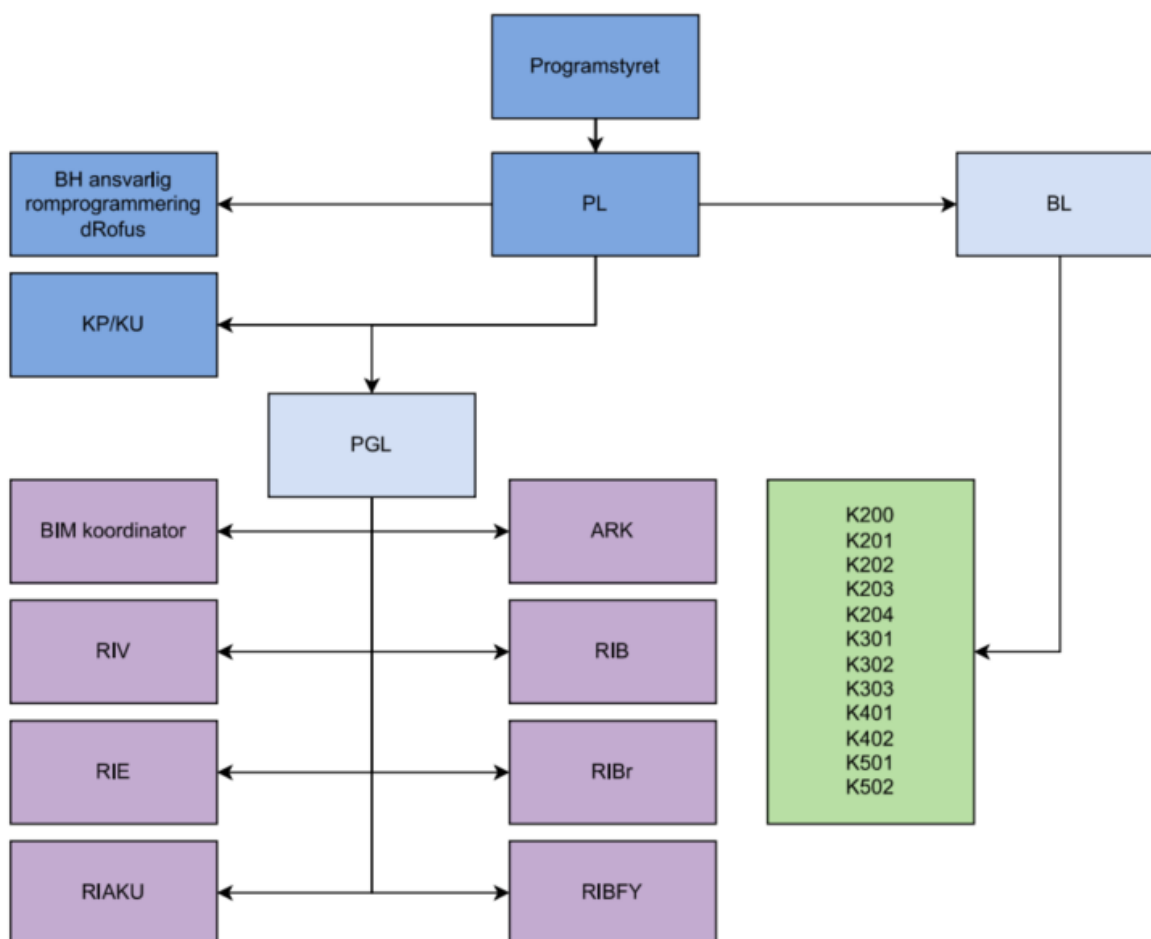 Programstyret
BH ansvarlig
romprogrammering
dRofus
PL
BL
KP/KU
PGL
BIM koordinator
ARK
K200
K201
K202
K203
K204
K301
K302
K303
K401
K402
K501
K502
RIV
RIB
RIE
RIBr
RIAKU
RIBFY